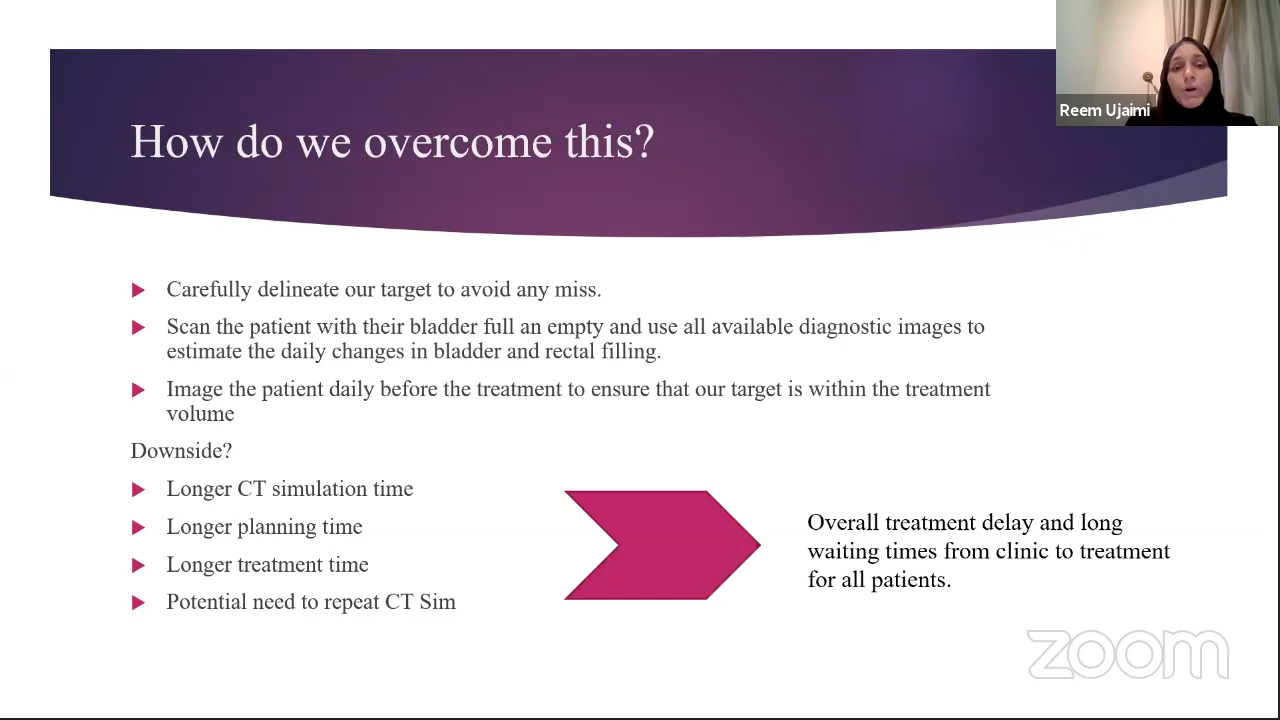 Reem Ujaimi
How do we overcome this?
Carefully delineate our target to avoid any miss.
Scan the patient with their bladder full an empty and use all available diagnostic images to
estimate the daily changes in bladder and rectal filling.
Image the patient daily before the treatment to ensure that our target is within the treatment
volume
Downside?
Longer CT simulation time
Longer planning time
Longer treatment time
Potential need to repeat CT Sim
Overall treatment delay and long
waiting times from clinic to treatment
for all patients.
zoom